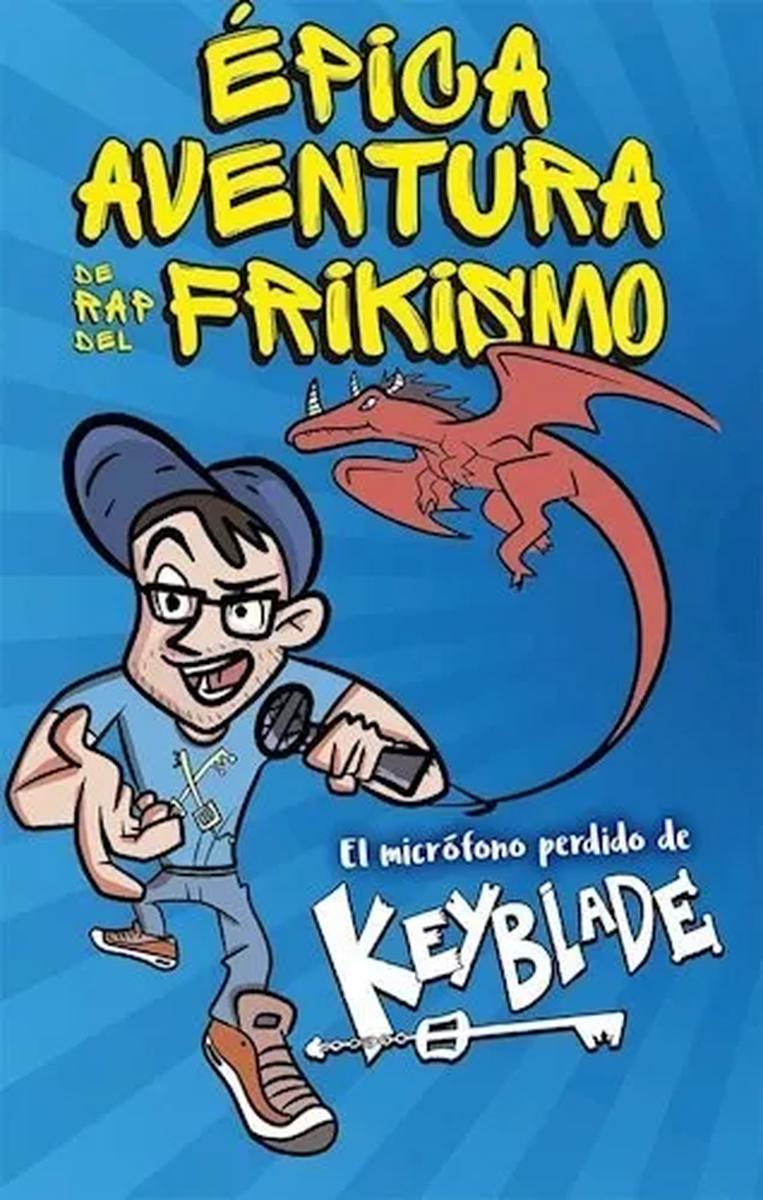 ÉPICA
AVENTURA
DE
RAP
DEL
FRIKISMO
El micrófono perdido de
KEYBLADE